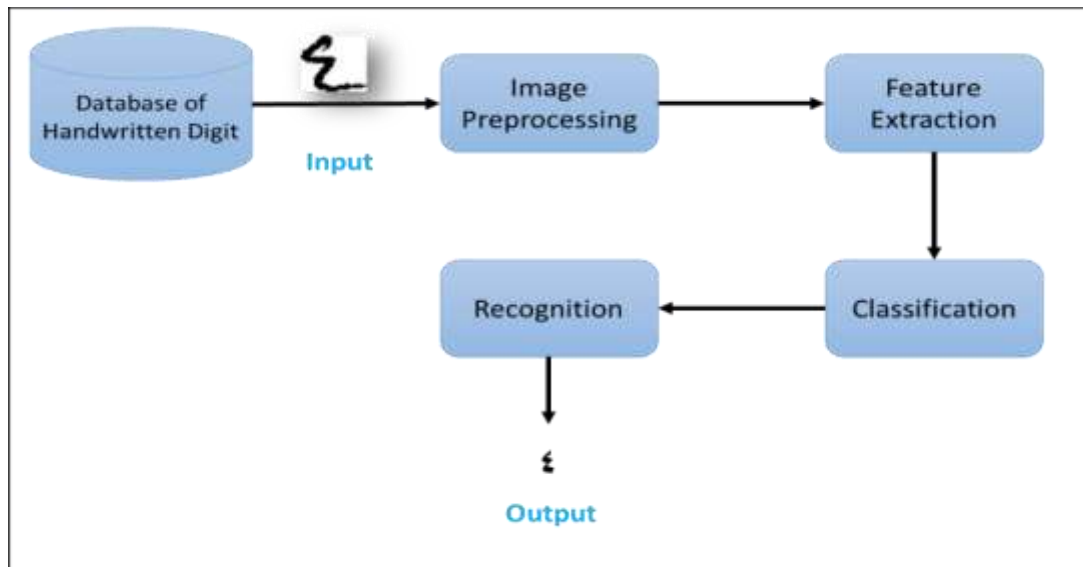 Database of
Handwritten Digit
Input
Image
Preprocessing
Feature
Extraction
Classification
Recognition
٤
Output